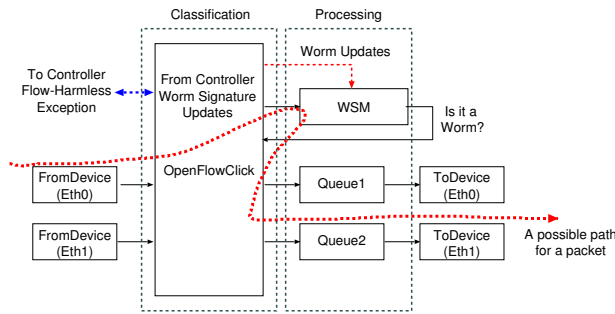 Classification
Processing
Worm Updates
To Controller
Flow-Harmless
Exception
From Controller
Worm Signature
Updates
WSM
Is it a
Worm?
OpenFlowClick
FromDevice
(Eth0)
Queue1
ToDevice
(Eth0)
FromDevice
(Eth1)
Queue2
ToDevice
(Eth1)
A possible path
for a packet